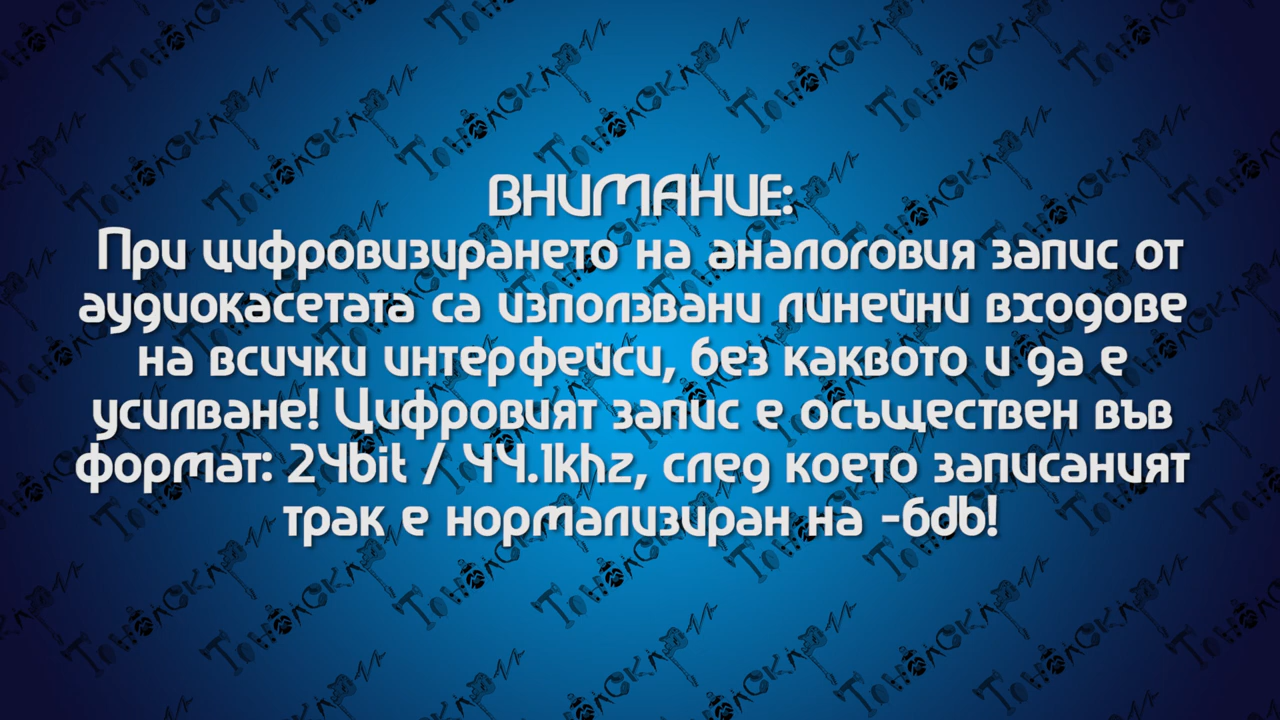 ВНИМАНИЕ:
При цифровизирането на аналоговия запис от
аудиокасетата са използвани линейни входове
на всички интерфейси, без каквото и да е
усилване! Цифровият запис е осъществен във
формат: 24bit / 44.1khz, след което записаният
трак е нормализиран на -6db!